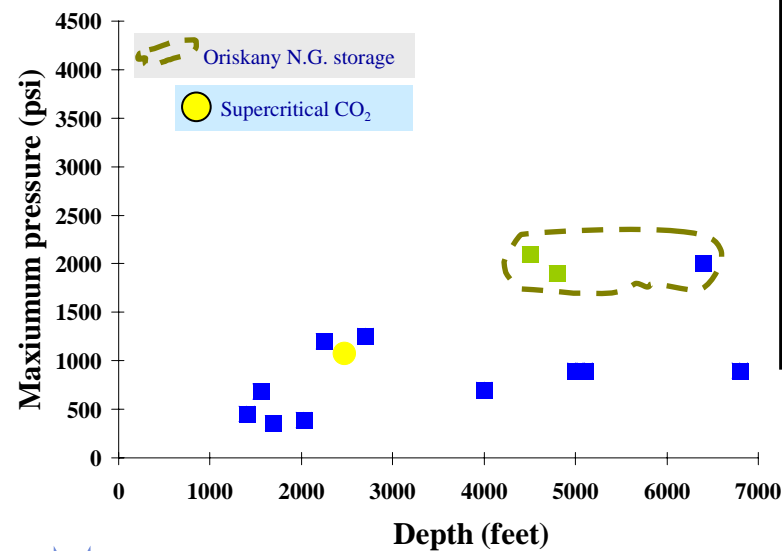 4500
4000
3500
3000
2500
2000
1500
1000
500
0
Maxiumum pressure (psi)
Oriskany N.G. storage
Supercritical CO₂
0 1000 2000 3000 4000 5000 6000 7000
Depth (feet)